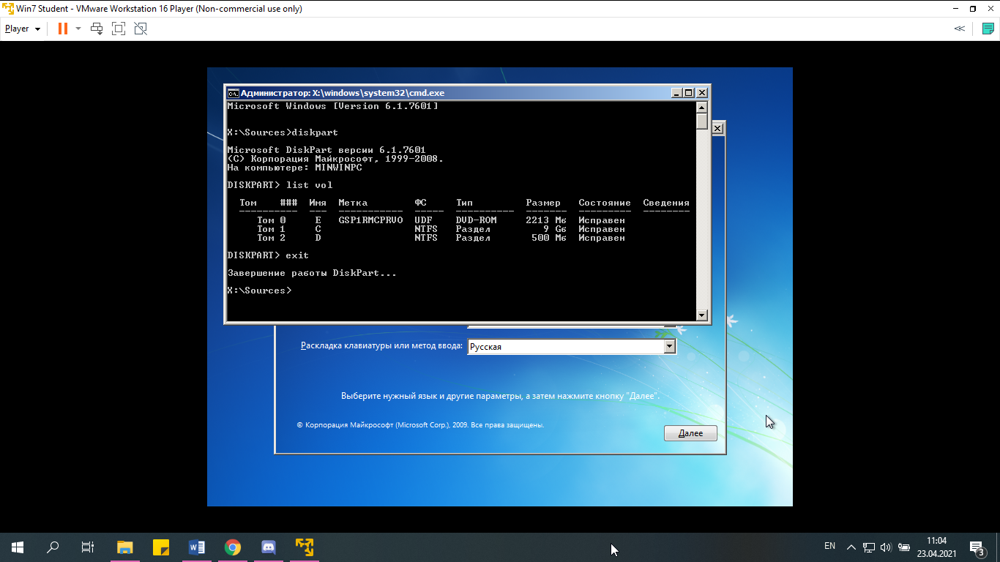 Win7 Student - VMware Workstation 16 Player (Non-commercial use only)
Player
Администратор: X:\windows\system32\cmd.exe
Microsoft Windows [Version 6.1.7601]
X:\Sources>diskpart
Microsoft DiskPart версии 6.1.7601
(C) Корпорация Майкрософт, 1999-2008.
На компьютере: MINWINPC
DISKPART> list vol
Том ### Имя Метка ФС Тип Размер Состояние Сведения
---------- --- ----------- ----- ---------- ------- --------- --------
Том 0 E GSP1RMCPRVO UDF DVD-ROM 2213 Мб Исправен
Том 1 C NTFS Раздел 9 Gб Исправен
Том 2 D NTFS Раздел 500 Мб Исправен
DISKPART> exit
Завершение работы DiskPart...
X:\Sources>
Раскладка клавиатуры или метод ввода: Русская
Выберите нужный язык и другие параметры, а затем нажмите кнопку "Далее".
© Корпорация Майкрософт (Microsoft Corp.), 2009. Все права защищены.
Далее
EN
11:04
23.04.2021
3